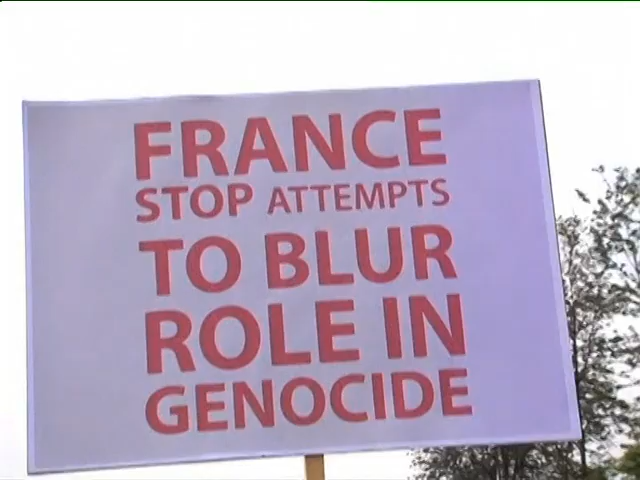 FRANCE
STOP ATTEMPTS
TO BLUR
ROLE IN
GENOCIDE